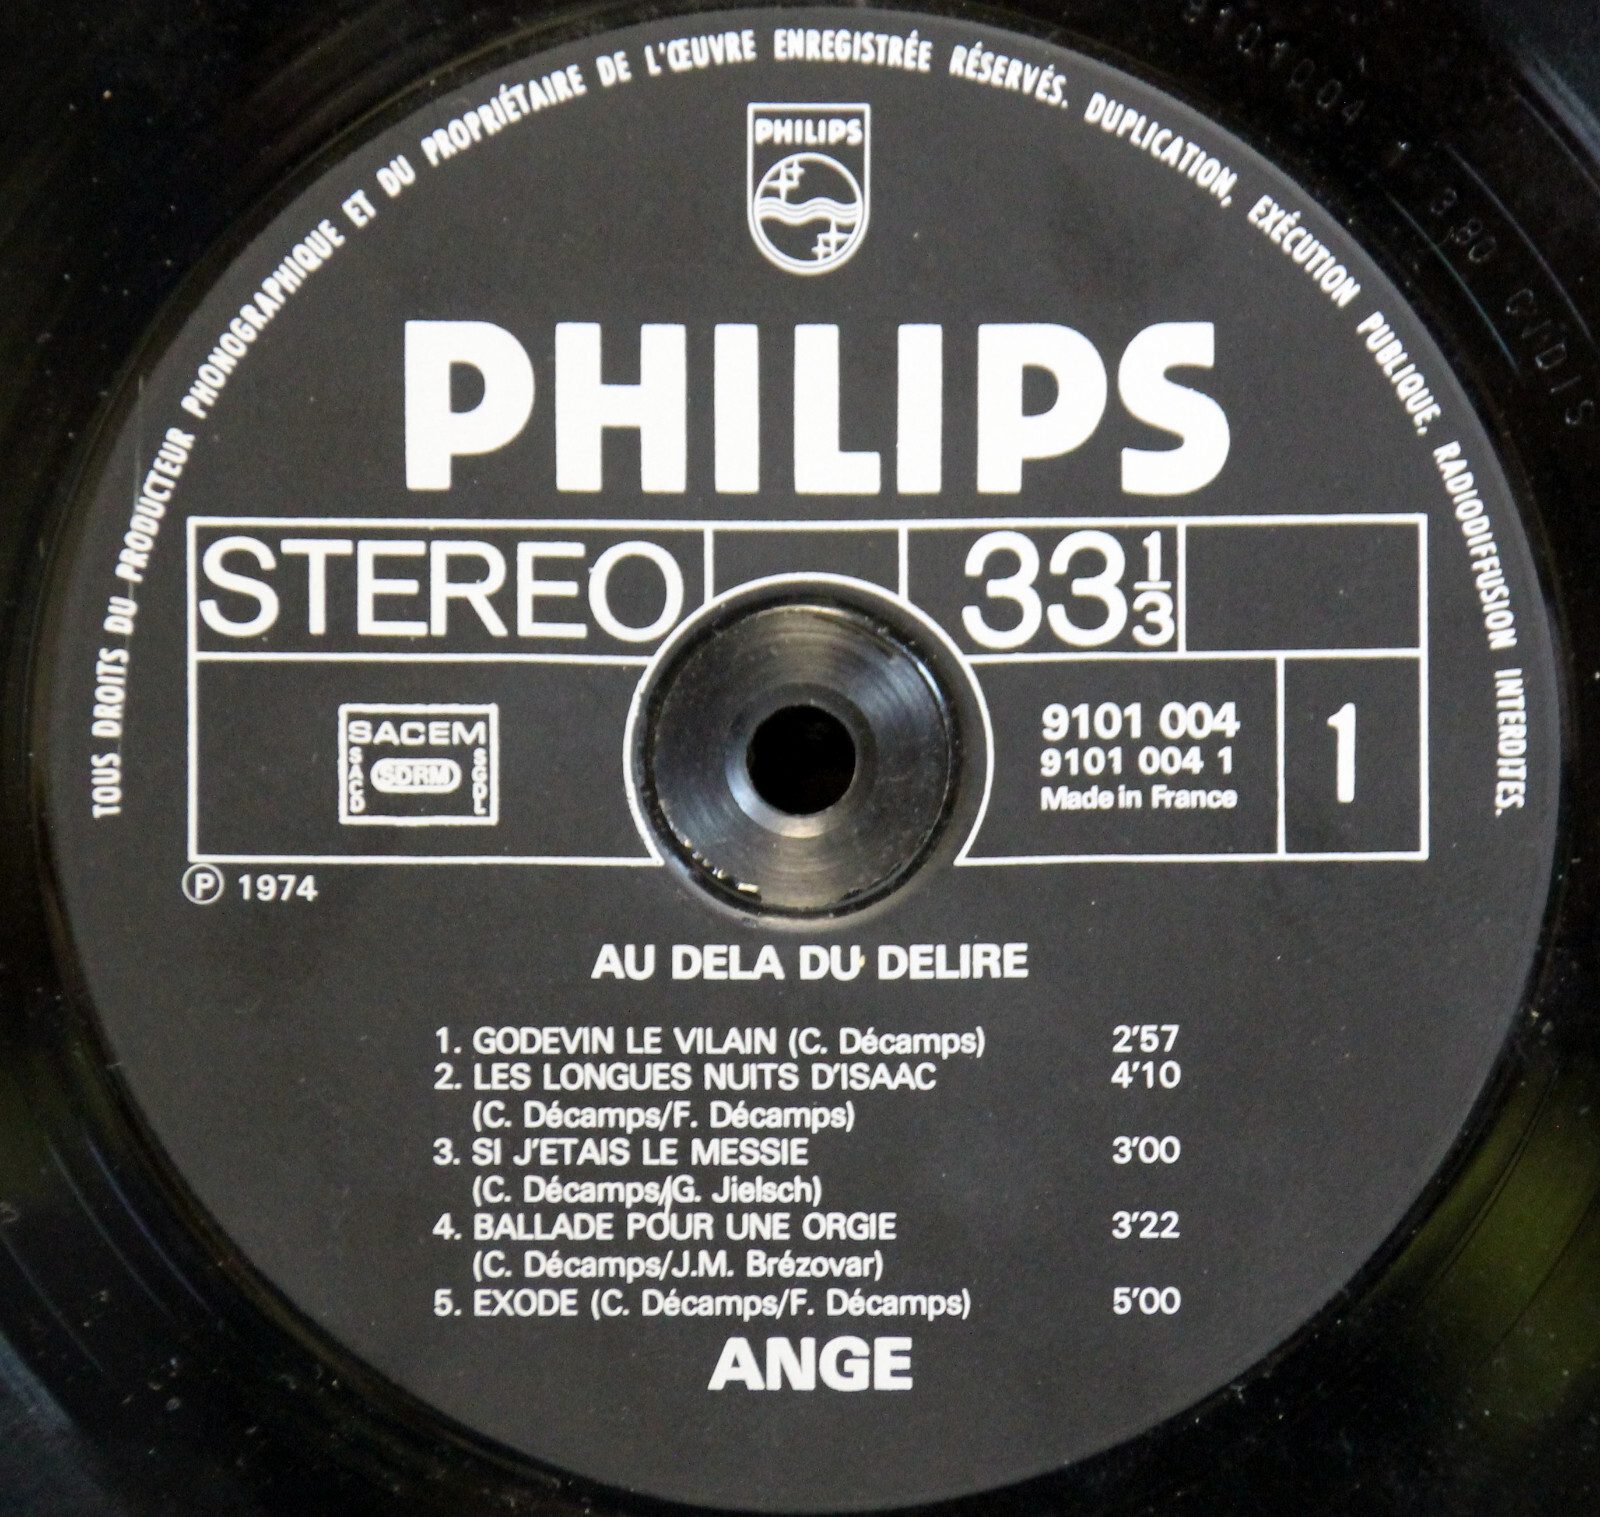 TOUS DROITS DU PRODUCTEUR PHONOGRAPHIQUE ET DU PROPRIÉTAIRE DE L'ŒUVRE ENREGISTRÉE RÉSERVÉS. DUPLICATION, EXÉCUTION PUBLIQUE, RADIODIFFUSION INTERDITES.
PHILIPS
PHILIPS
STEREO
33 1/3
SACEM
SACD
SDRM
SGDL
9101 004
9101 004 1
Made in France
1
Ⓟ 1974
AU DELA DU DELIRE
1. GODEVIN LE VILAIN (C. Décamps) 2'57
2. LES LONGUES NUITS D'ISAAC 4'10
(C. Décamps/F. Décamps)
3. SI J'ETAIS LE MESSIE 3'00
(C. Décamps/G. Jielsch)
4. BALLADE POUR UNE ORGIE 3'22
(C. Décamps/J.M. Brézovar)
5. EXODE (C. Décamps/F. Décamps) 5'00
ANGE